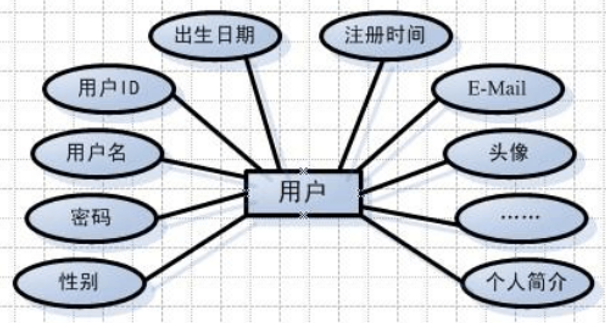 出生日期
注册时间
用户ID
E-Mail
用户名
头像
用户
密码
……
性别
个人简介